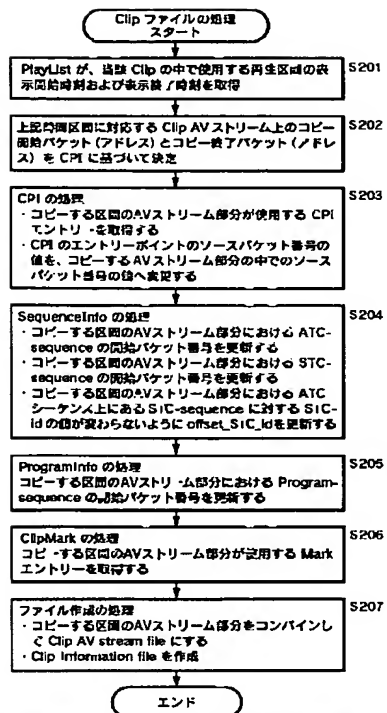 Clip ファイルの処理
スタート
PlayList が、当該 Clip の中で使用する再生区間の表
示開始時刻および表示終了時刻を取得
S201
上記時間区間に対応する Clip AV ストリーム上のコピー
開始パケット(アドレス)とコピー終了パケット(アドレ
ス) を CPI に基づいて決定
S202
CPI の処理
・コピーする区間のAVストリーム部分が使用する CPI
エントリーを取得する
・CPI のエントリーポイントのソースパケット番号の
値を、コピーするAVストリーム部分の中でのソース
パケット番号の値へ変更する
S203
SequenceInfo の処理
・コピーする区間のAVストリーム部分における ATC-
sequence の開始パケット番号を更新する
・コピーする区間のAVストリーム部分における STC-
sequence の開始パケット番号を更新する
・コピーする区間のAVストリーム部分における ATC
シーケンス上にある STC-sequence に対する STC-
id の値が変わらないように offset_STC_idを更新する
S204
ProgramInfo の処理
コピーする区間のAVストリーム部分における Program-
sequence の開始パケット番号を更新する
S205
ClipMark の処理
コピーする区間のAVストリーム部分が使用する Mark
エントリーを取得する
S206
ファイル作成の処理
・コピーする区間のAVストリーム部分をコンバインし
て Clip AV stream file にする
・Clip Information file を作成
S207
エンド